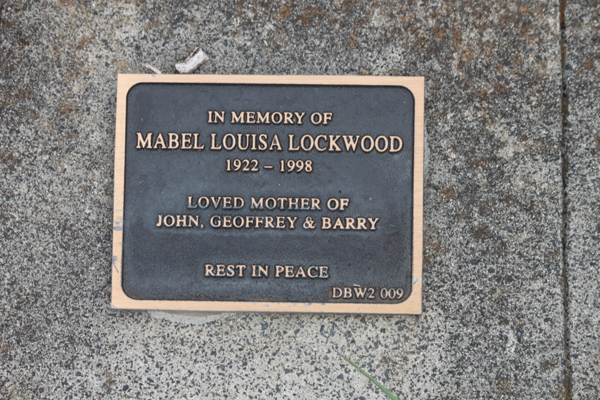 IN MEMORY OF
MABEL LOUISA LOCKWOOD
1922 – 1998
LOVED MOTHER OF
JOHN, GEOFFREY & BARRY
REST IN PEACE
DBW2 009